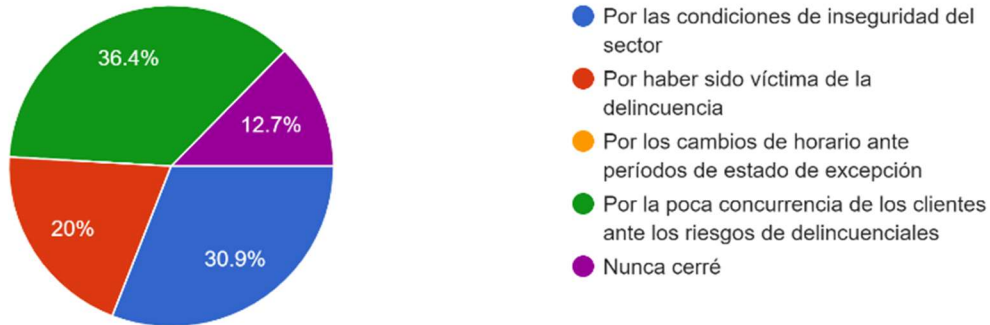 36.4%
12.7%
20%
30.9%
Por las condiciones de inseguridad del
sector
Por haber sido víctima de la
delincuencia
Por los cambios de horario ante
períodos de estado de excepción
Por la poca concurrencia de los clientes
ante los riesgos de delincuenciales
Nunca cerré